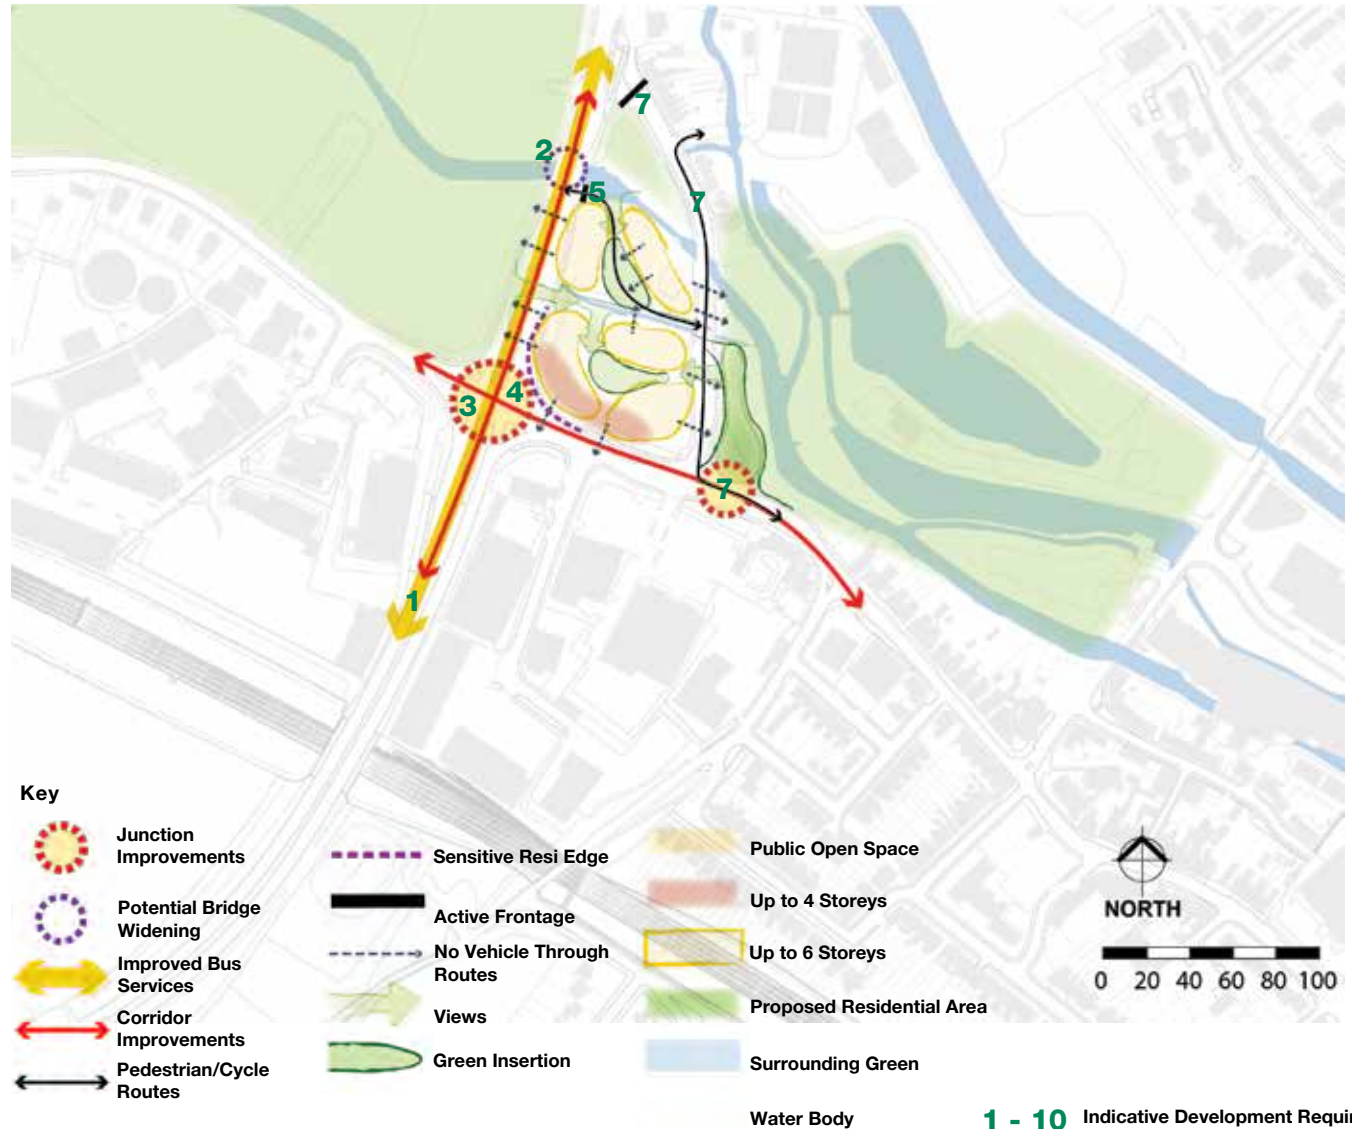 7
2
5
7
3
4
7
1
Key
Junction
Improvements
Potential Bridge
Widening
Improved Bus
Services
Corridor
Improvements
Pedestrian/Cycle
Routes
Sensitive Resi Edge
Active Frontage
No Vehicle Through
Routes
Views
Green Insertion
Public Open Space
Up to 4 Storeys
Up to 6 Storeys
Proposed Residential Area
Surrounding Green
Water Body
NORTH
0 20 40 60 80 100
1 - 10 Indicative Development Requir